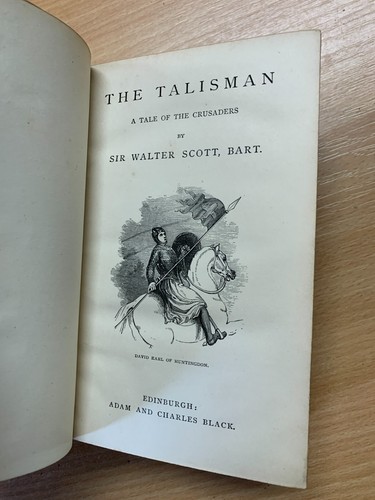 THE TALISMAN
A TALE OF THE CRUSADERS
BY
SIR WALTER SCOTT, BART.
DAVID EARL OF HUNTINGDON.
EDINBURGH:
ADAM AND CHARLES BLACK.